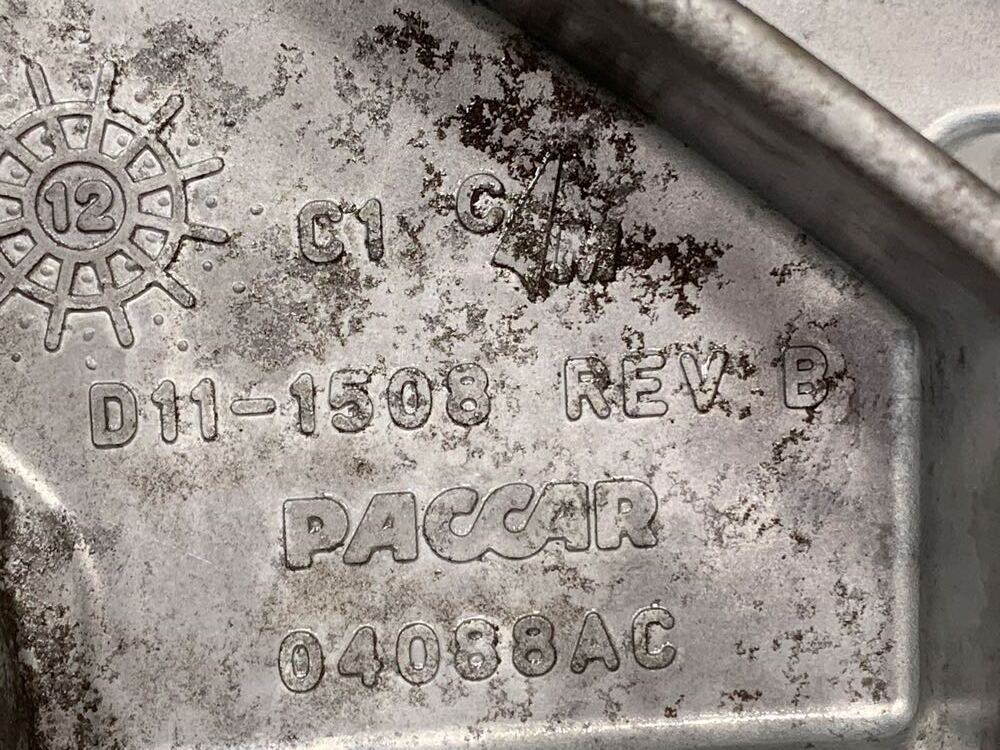 12
C1 C M
D11-1508 REV B
PACCAR
04088AC